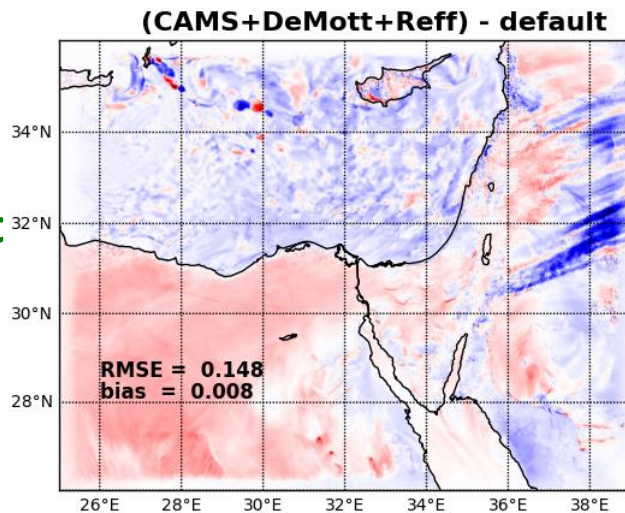 (CAMS+DeMott+Reff) - default
34°N
32°N
30°N
28°N
RMSE = 0.148
bias = 0.008
26°E 28°E 30°E 32°E 34°E 36°E 38°E